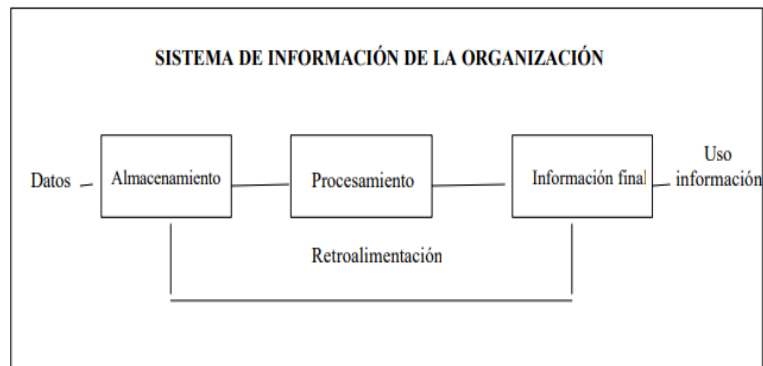 SISTEMA DE INFORMACIÓN DE LA ORGANIZACIÓN
Datos
Almacenamiento
Procesamiento
Información final
Uso
información
Retroalimentación